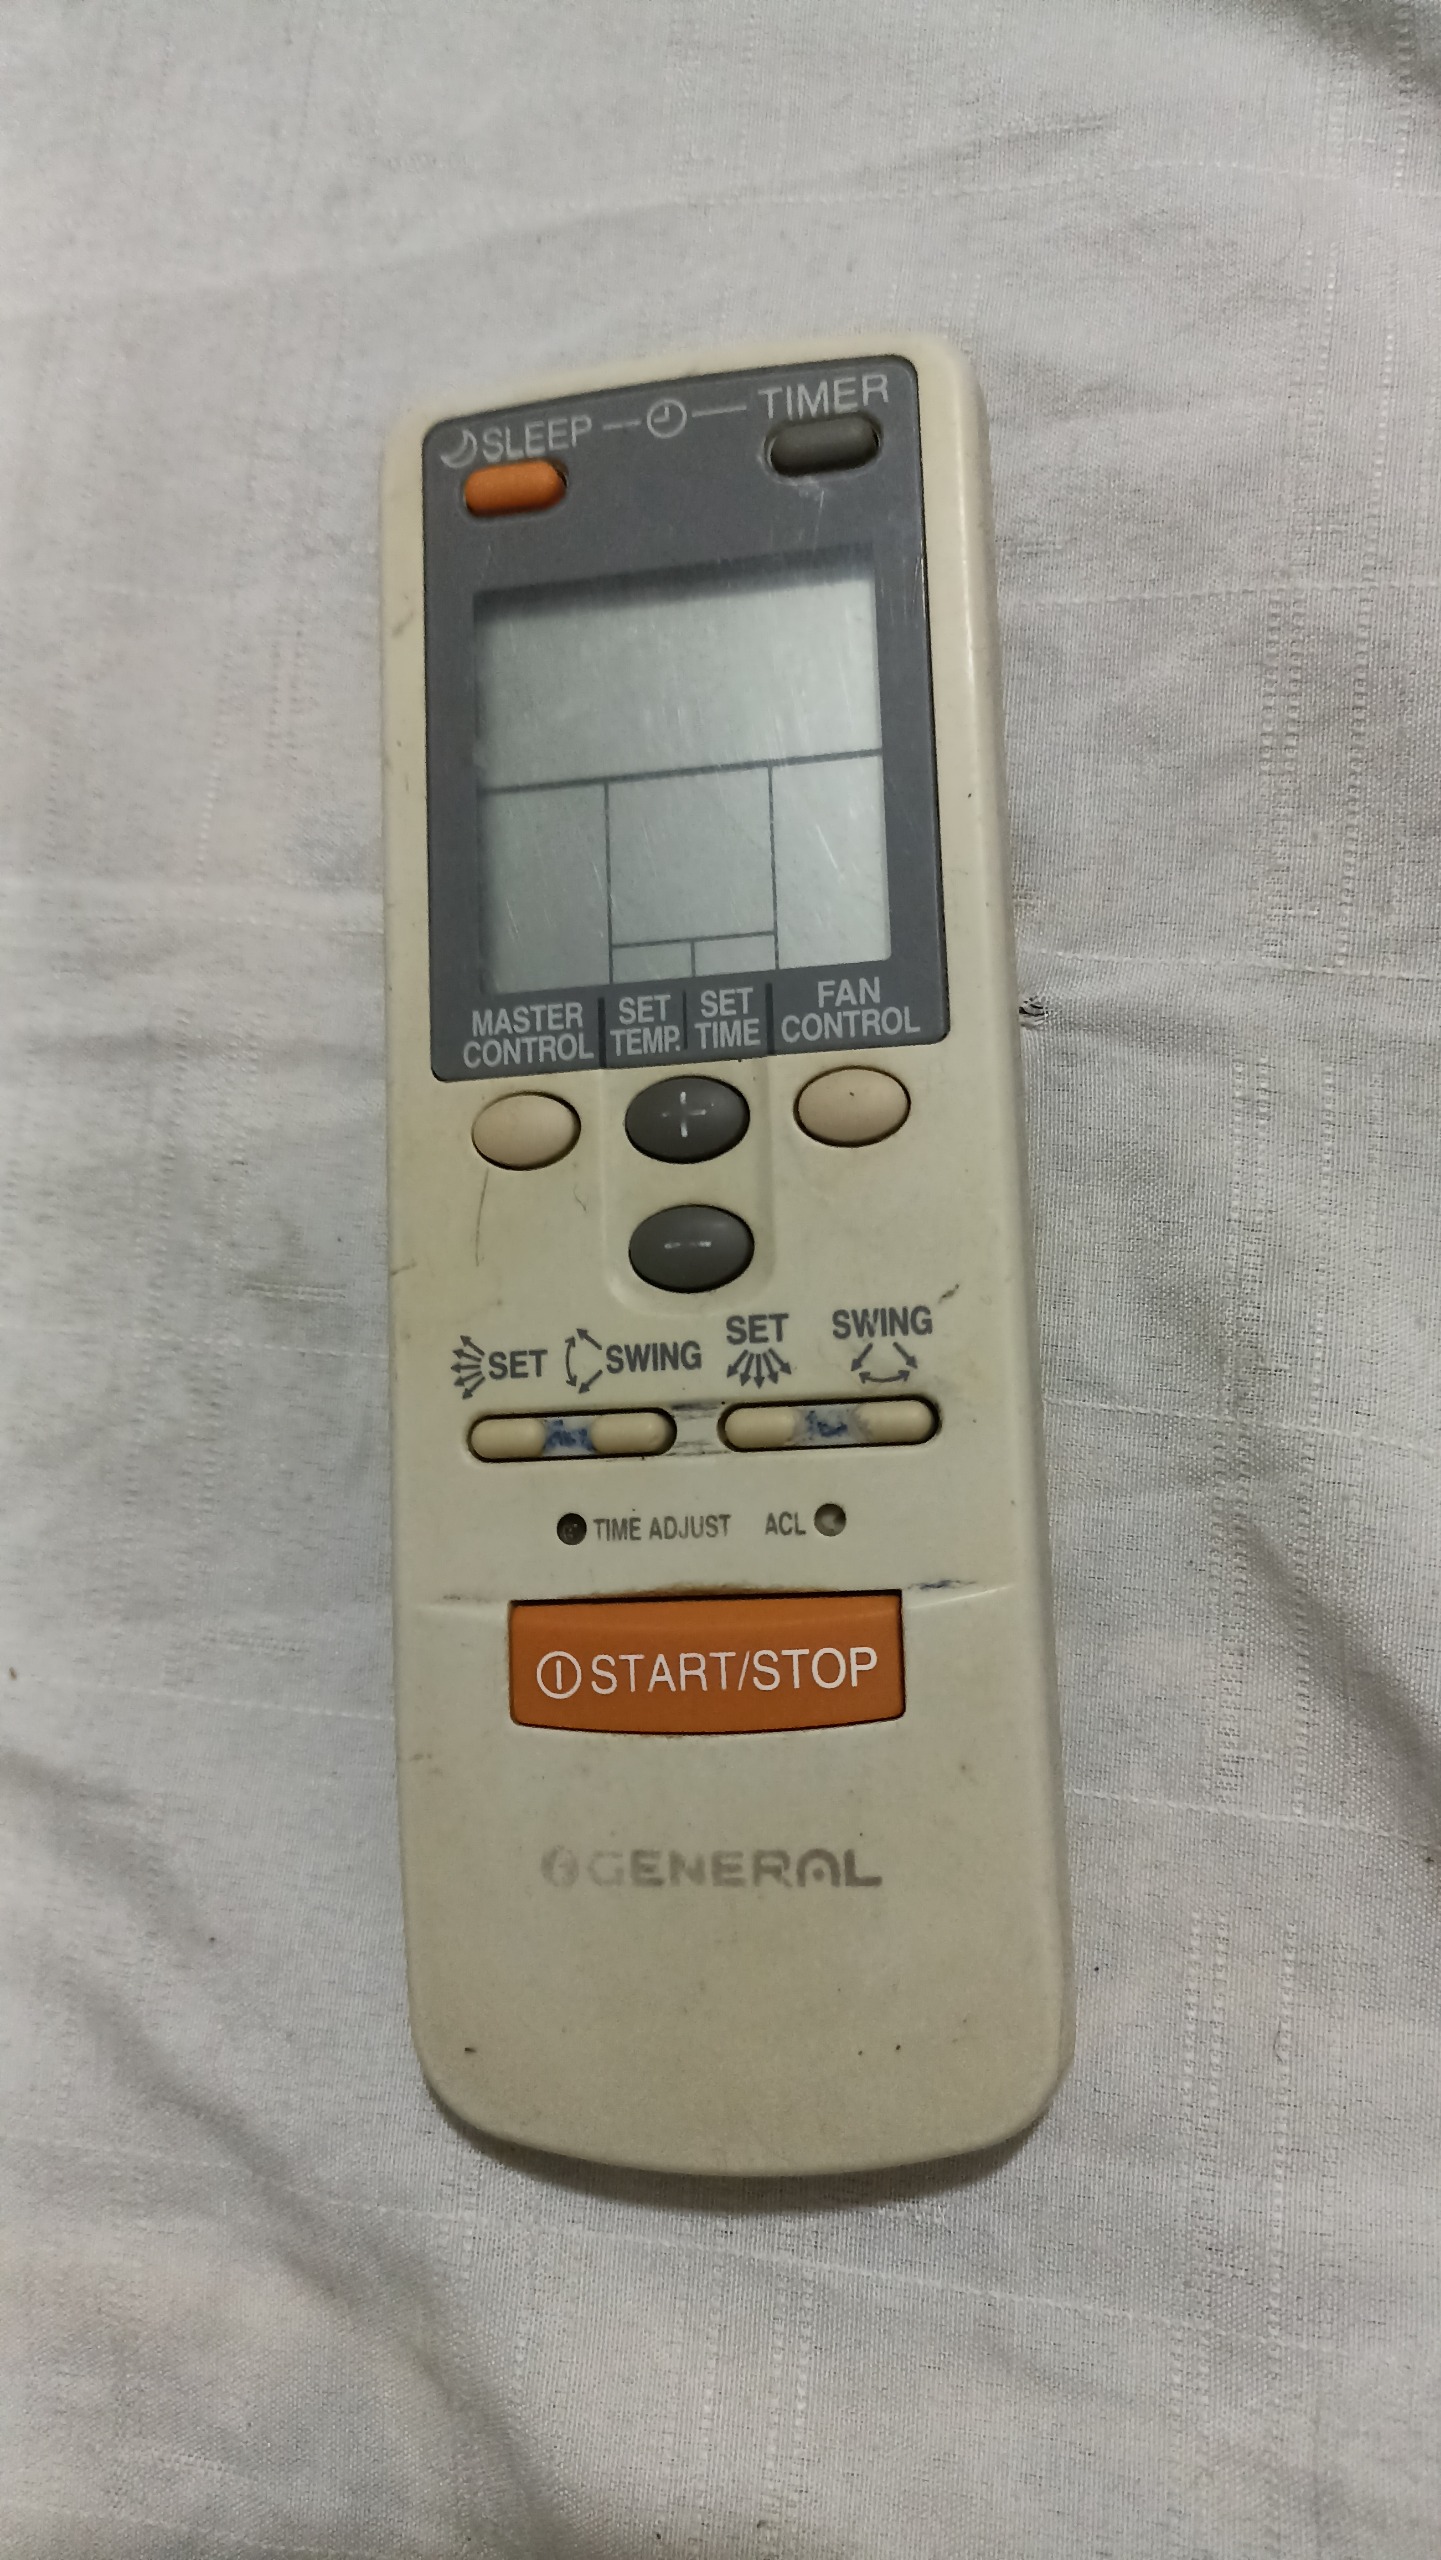 SLEEP TIMER
MASTER CONTROL SET TEMP. SET TIME FAN CONTROL
+
-
SET SWING SET SWING
TIME ADJUST ACL
START/STOP
GENERAL